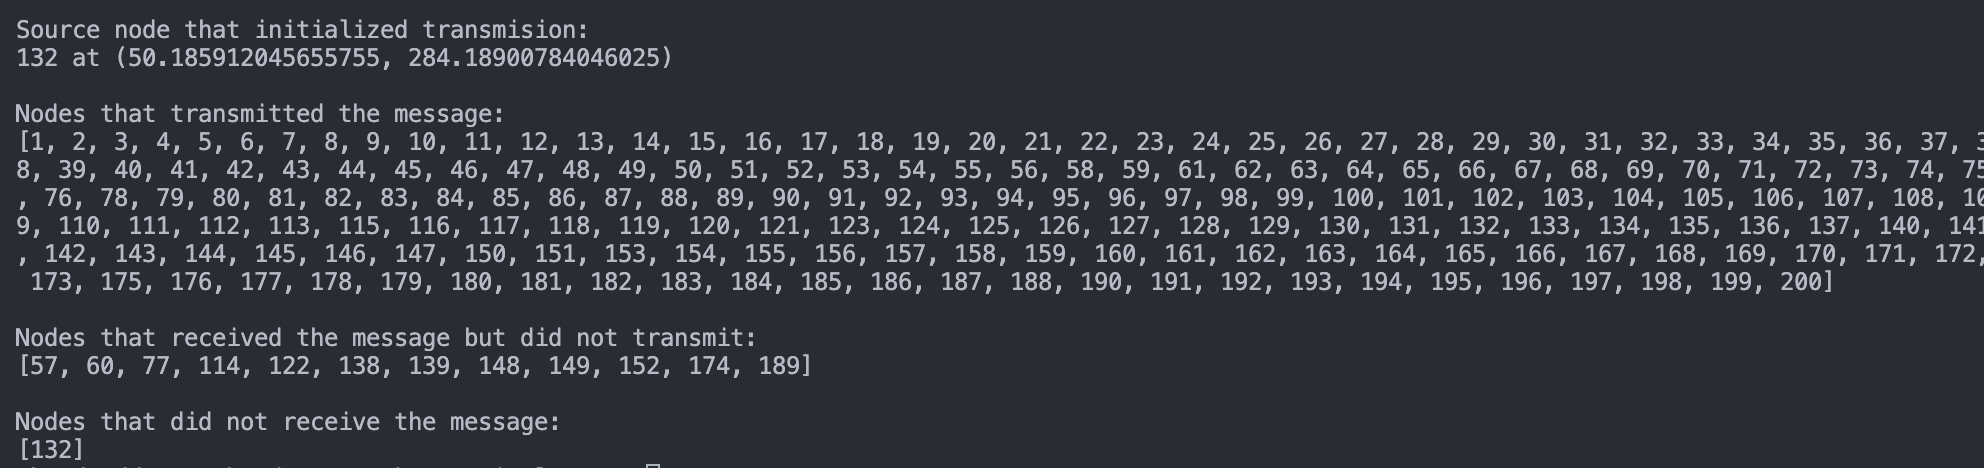 Source node that initialized transmision:
132 at (50.185912045655755, 284.18900784046025)
Nodes that transmitted the message:
[1, 2, 3, 4, 5, 6, 7, 8, 9, 10, 11, 12, 13, 14, 15, 16, 17, 18, 19, 20, 21, 22, 23, 24, 25, 26, 27, 28, 29, 30, 31, 32, 33, 34, 35, 36, 37, 3
8, 39, 40, 41, 42, 43, 44, 45, 46, 47, 48, 49, 50, 51, 52, 53, 54, 55, 56, 58, 59, 61, 62, 63, 64, 65, 66, 67, 68, 69, 70, 71, 72, 73, 74, 75
, 76, 78, 79, 80, 81, 82, 83, 84, 85, 86, 87, 88, 89, 90, 91, 92, 93, 94, 95, 96, 97, 98, 99, 100, 101, 102, 103, 104, 105, 106, 107, 108, 10
9, 110, 111, 112, 113, 115, 116, 117, 118, 119, 120, 121, 123, 124, 125, 126, 127, 128, 129, 130, 131, 132, 133, 134, 135, 136, 137, 140, 141
, 142, 143, 144, 145, 146, 147, 150, 151, 153, 154, 155, 156, 157, 158, 159, 160, 161, 162, 163, 164, 165, 166, 167, 168, 169, 170, 171, 172,
173, 175, 176, 177, 178, 179, 180, 181, 182, 183, 184, 185, 186, 187, 188, 190, 191, 192, 193, 194, 195, 196, 197, 198, 199, 200]
Nodes that received the message but did not transmit:
[57, 60, 77, 114, 122, 138, 139, 148, 149, 152, 174, 189]
Nodes that did not receive the message:
[132]